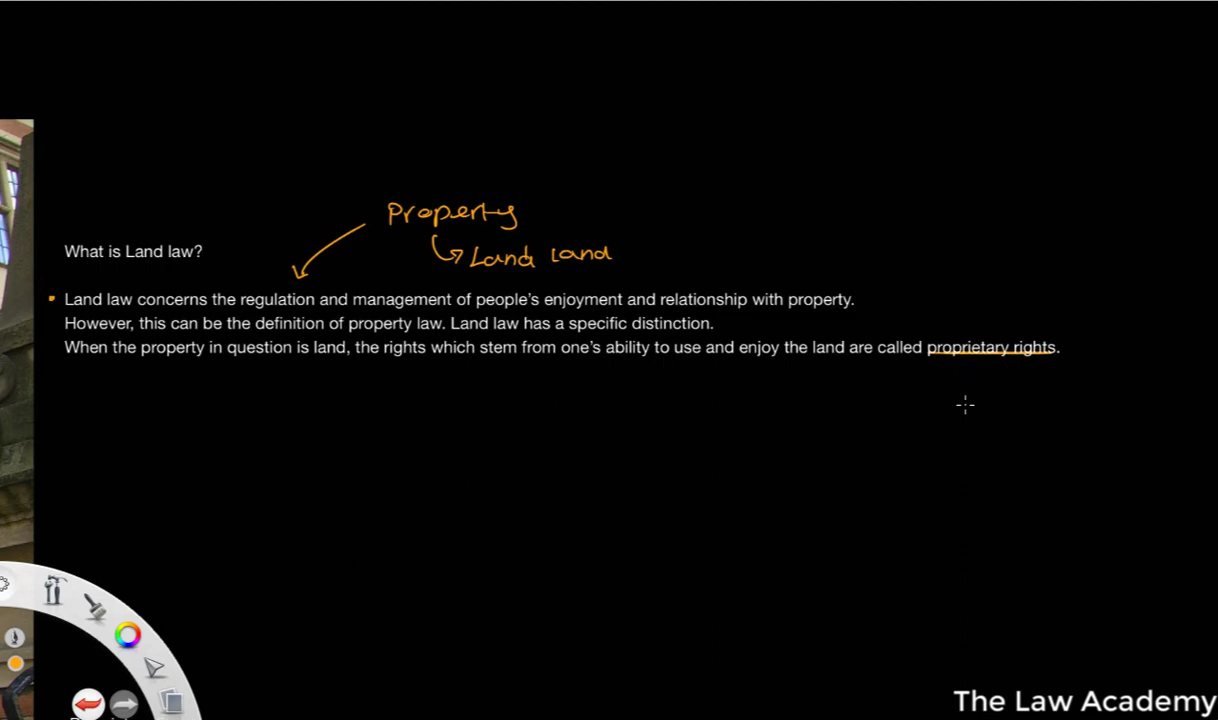 Property
Land Land
What is Land law?
Land law concerns the regulation and management of people's enjoyment and relationship with property.
However, this can be the definition of property law. Land law has a specific distinction.
When the property in question is land, the rights which stem from one's ability to use and enjoy the land are called proprietary rights.
The Law Academy